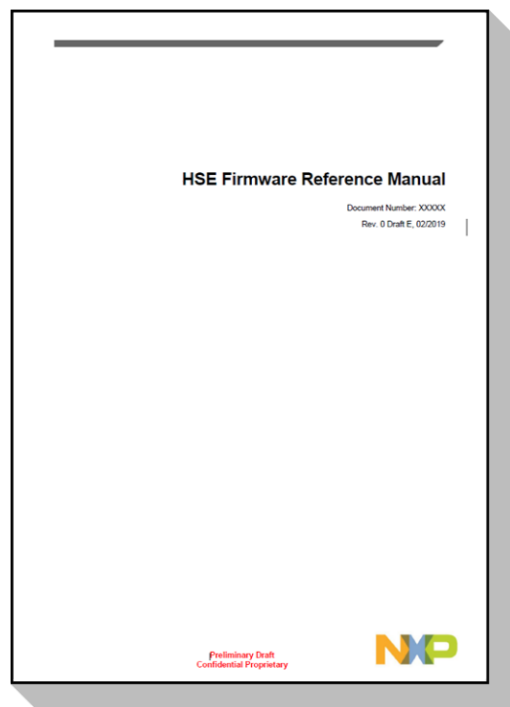 HSE Firmware Reference Manual
Document Number: XXXXX
Rev. 0 Draft E, 02/2019
Preliminary Draft
Confidential Proprietary
NXP